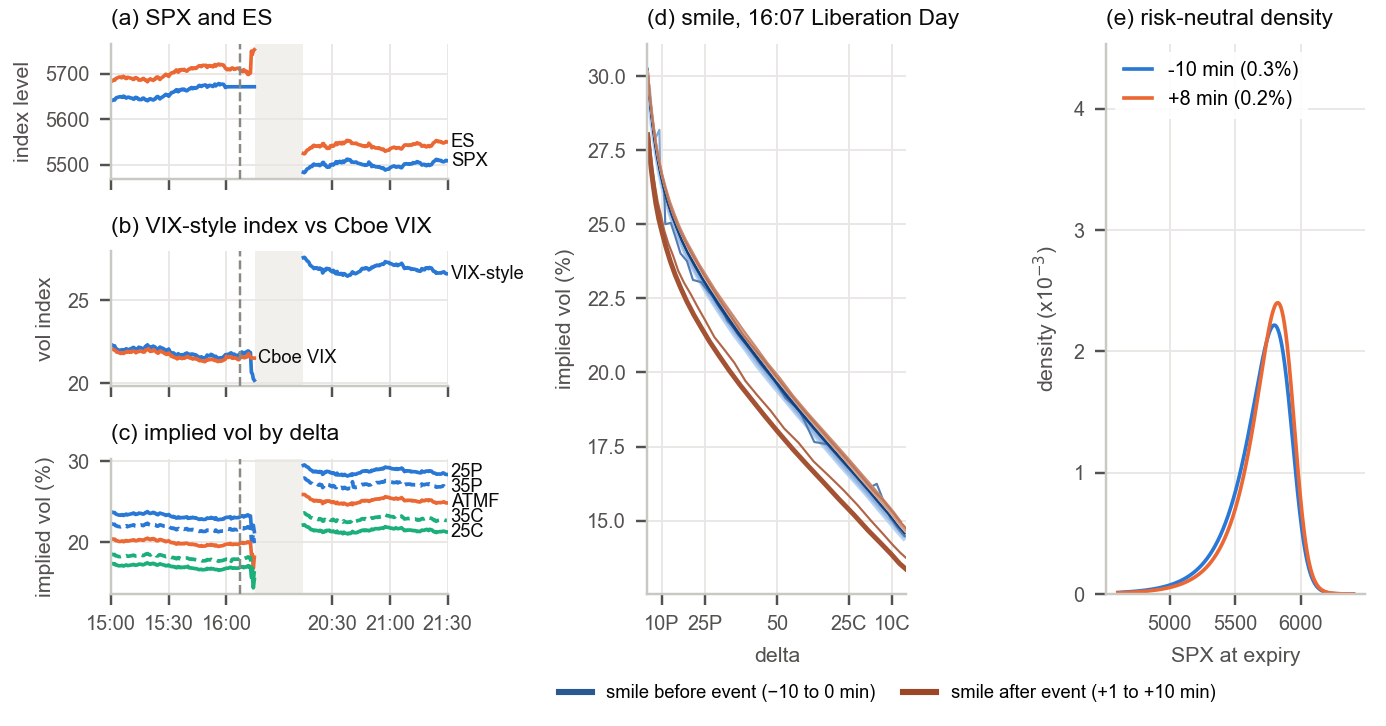 (a) SPX and ES
index level
5700
5600
5500
ES
SPX
(b) VIX-style index vs Cboe VIX
vol index
25
20
VIX-style
Cboe VIX
(c) implied vol by delta
implied vol (%)
30
20
25P
35P
ATMF
35C
25C
15:00 15:30 16:00 20:30 21:00 21:30
(d) smile, 16:07 Liberation Day
implied vol (%)
30.0
27.5
25.0
22.5
20.0
17.5
15.0
10P 25P 50 25C 10C
delta
(e) risk-neutral density
-10 min (0.3%)
+8 min (0.2%)
density (x10⁻³)
4
3
2
1
0
5000 5500 6000
SPX at expiry
smile before event (−10 to 0 min) smile after event (+1 to +10 min)